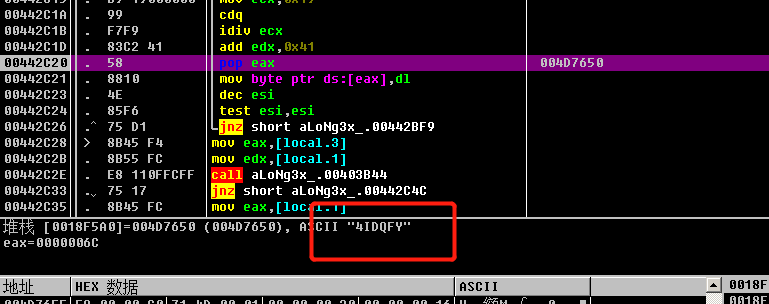 00442C1A . 99 cdq
00442C1B . F7F9 idiv ecx
00442C1D . 83C2 41 add edx,0x41
00442C20 . 58 pop eax 004D7650
00442C21 . 8810 mov byte ptr ds:[eax],dl
00442C23 . 4E dec esi
00442C24 . 85F6 test esi,esi
00442C26 .^ 75 D1 jnz short aLoNg3x_.00442BF9
00442C28 > 8B45 F4 mov eax,[local.3]
00442C2B . 8B55 FC mov edx,[local.1]
00442C2E . E8 110FFCFF call aLoNg3x_.00403B44
00442C33 .v 75 17 jnz short aLoNg3x_.00442C4C
00442C35 . 8B45 FC mov eax,[local.1]
堆栈 [0018F5A0]=004D7650 (004D7650), ASCII "4IDQFY"
eax=0000006C
地址 HEX 数据 ASCII 0018F
0018F